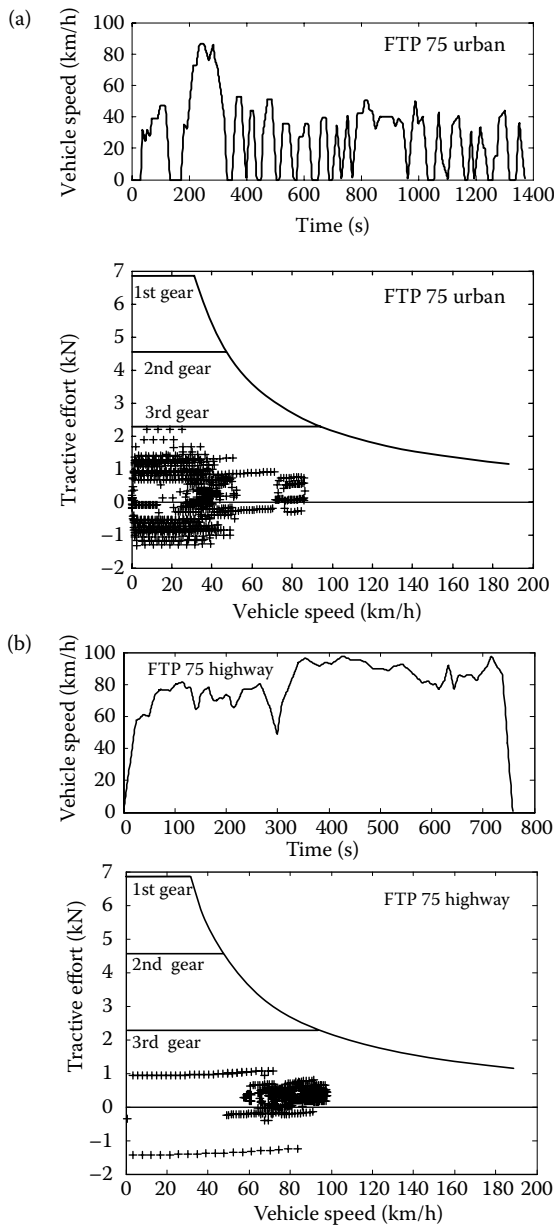 (a)
FTP 75 urban
Vehicle speed (km/h)
100
80
60
40
20
0
0 200 400 600 800 1000 1200 1400
Time (s)
7
6
5
4
3
2
1
0
−1
−2
Tractive effort (kN)
FTP 75 urban
1st gear
2nd gear
3rd gear
0 20 40 60 80 100 120 140 160 180 200
Vehicle speed (km/h)
(b)
FTP 75 highway
Vehicle speed (km/h)
100
80
60
40
20
0
0 100 200 300 400 500 600 700 800
Time (s)
7
6
5
4
3
2
1
0
−1
−2
Tractive effort (kN)
FTP 75 highway
1st gear
2nd gear
3rd gear
0 20 40 60 80 100 120 140 160 180 200
Vehicle speed (km/h)